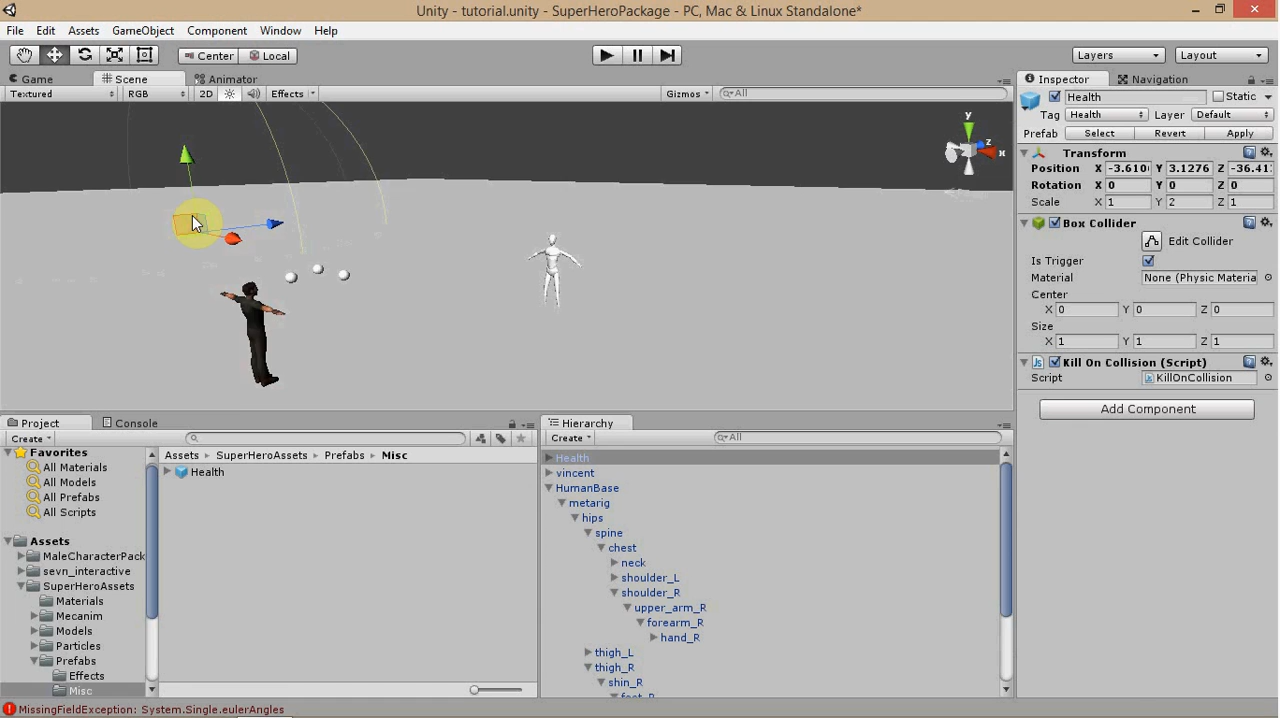 Unity - tutorial.unity - SuperHeroPackage - PC, Mac & Linux Standalone*
File Edit Assets GameObject Component Window Help
Center Local Layers Layout
Game Scene Animator Inspector Navigation
Textured RGB 2D Effects Gizmos All
Health Static
Tag Health Layer Default
Prefab Select Revert Apply
Transform
Position X -3.610 Y 3.1276 Z -36.41
Rotation X 0 Y 0 Z 0
Scale X 1 Y 2 Z 1
Box Collider
Edit Collider
Is Trigger
Material None (Physic Materia
Center
X 0 Y 0 Z 0
Size
X 1 Y 1 Z 1
Kill On Collision (Script)
Script KillOnCollision
Add Component
y
z
x
Project Console
Create
Favorites
All Materials
All Models
All Prefabs
All Scripts
Assets
MaleCharacterPack
sevn_interactive
SuperHeroAssets
Materials
Mecanim
Models
Particles
Prefabs
Effects
Misc
Assets SuperHeroAssets Prefabs Misc
Health
Hierarchy
Create All
Health
vincent
HumanBase
metarig
hips
spine
chest
neck
shoulder_L
shoulder_R
upper_arm_R
forearm_R
hand_R
thigh_L
thigh_R
shin_R
foot_R
MissingFieldException: System.Single.eulerAngles